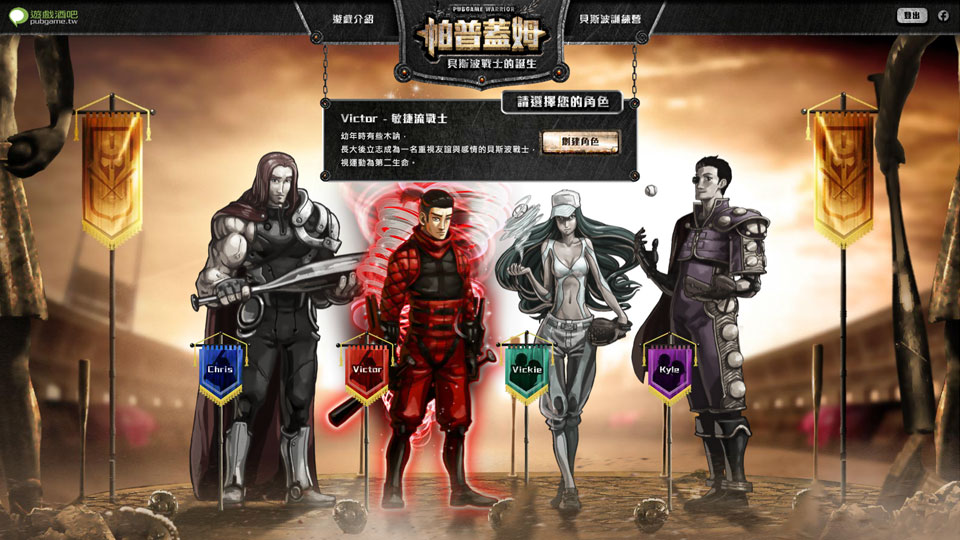 遊戲酒吧
pubgame.tw
遊戲介紹
PUBGAME WARRIOR
帕普蓋姆
貝斯波戰士的誕生
貝斯波訓練營
登出
請選擇您的角色
Victor - 敏捷流戰士
幼年時有些木訥，
長大後立志成為一名重視友誼與感情的貝斯波戰士，
視運動為第二生命。
創建角色
Chris
Victor
Vickie
Kyle